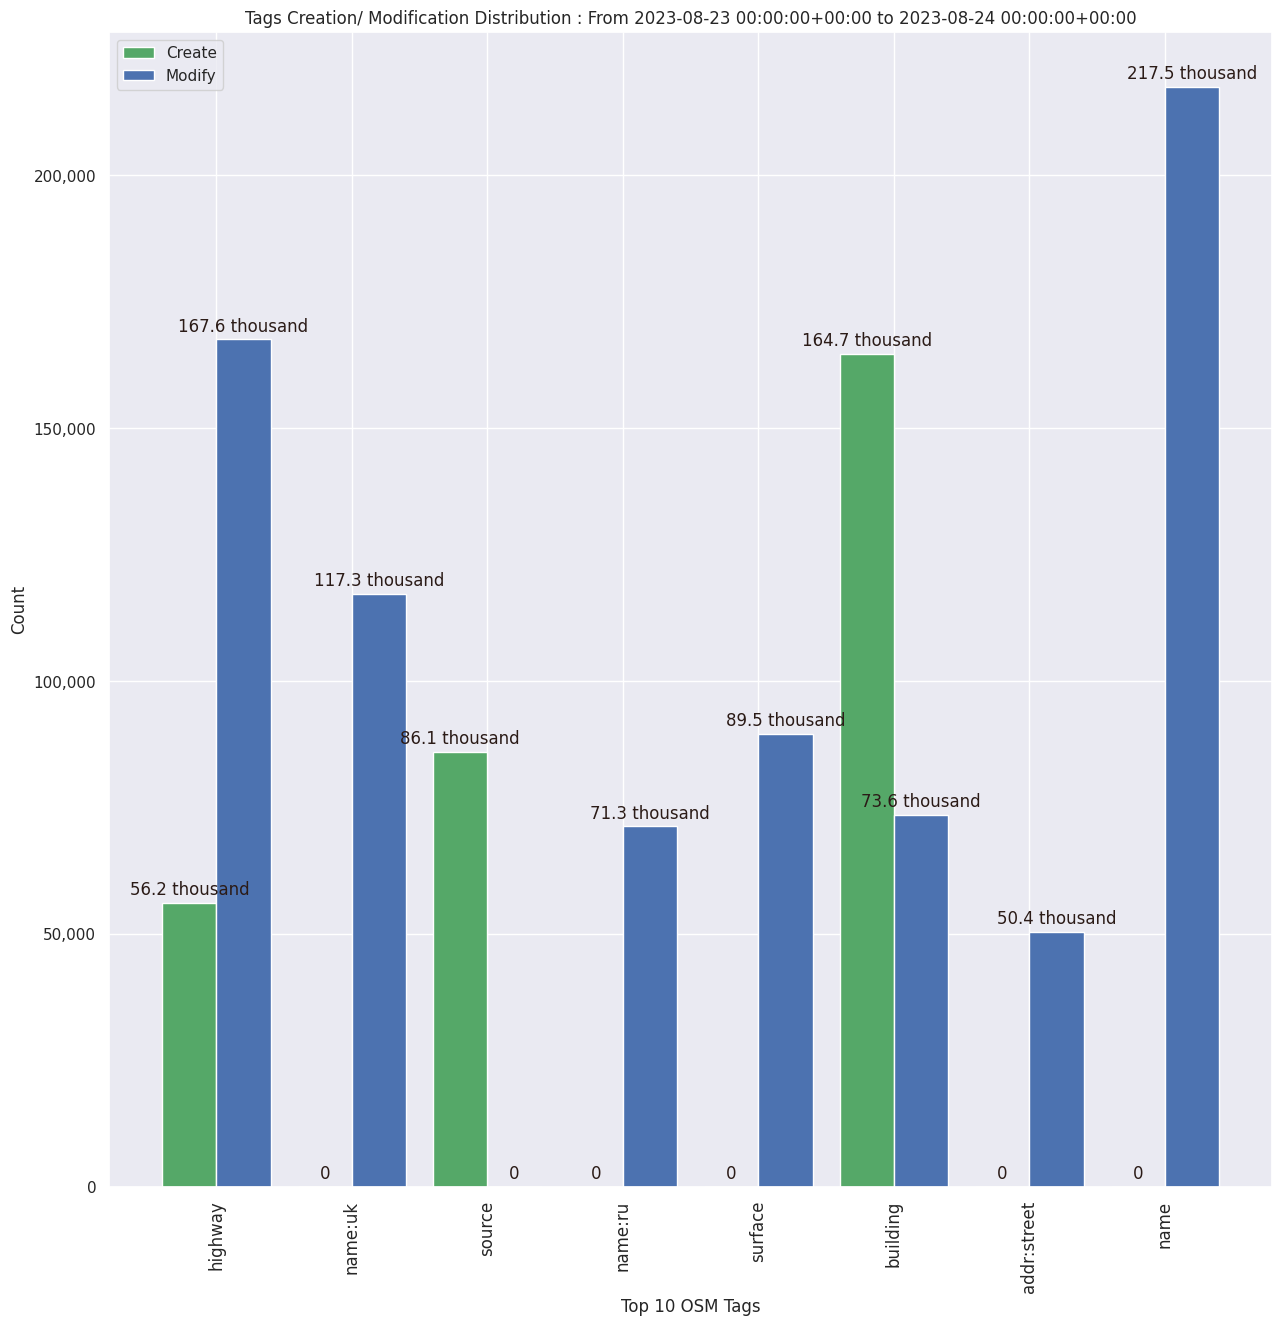 Tags Creation/ Modification Distribution : From 2023-08-23 00:00:00+00:00 to 2023-08-24 00:00:00+00:00
Create
Modify
217.5 thousand
200,000
167.6 thousand
164.7 thousand
150,000
117.3 thousand
100,000
89.5 thousand
86.1 thousand
73.6 thousand
71.3 thousand
56.2 thousand
50.4 thousand
50,000
0 0 0 0 0 0
0
highway
name:uk
source
name:ru
surface
building
addr:street
name
Count
Top 10 OSM Tags